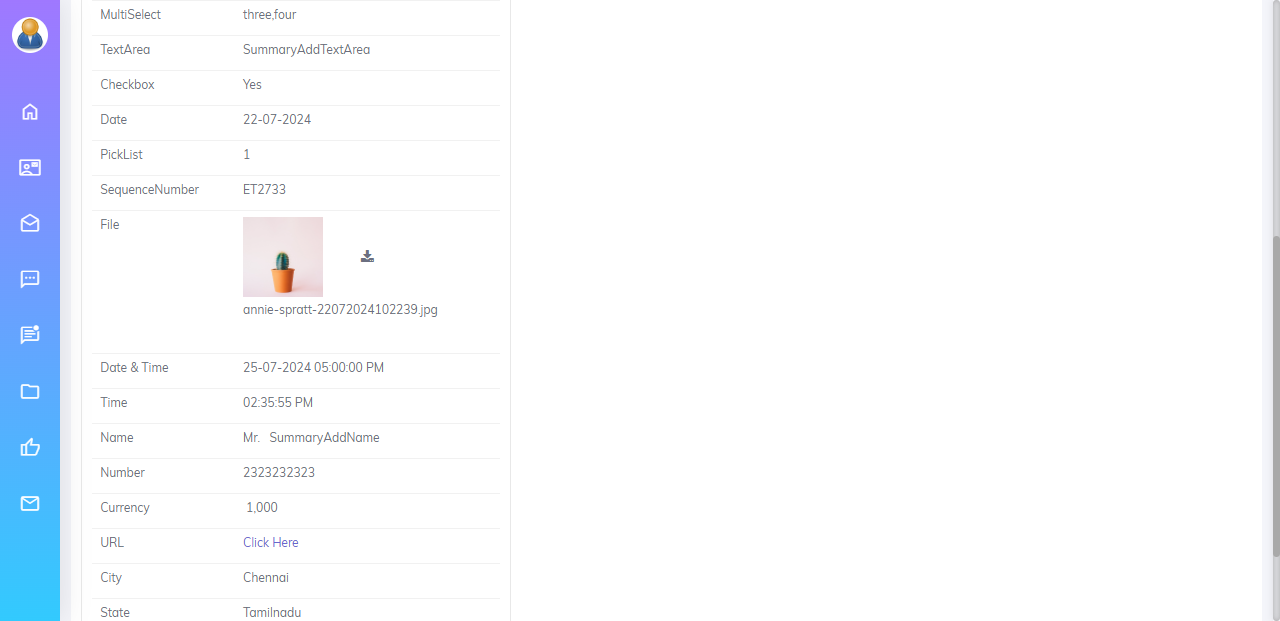 MultiSelect three,four
TextArea SummaryAddTextArea
Checkbox Yes
Date 22-07-2024
PickList 1
SequenceNumber ET2733
File
annie-spratt-22072024102239.jpg
Date & Time 25-07-2024 05:00:00 PM
Time 02:35:55 PM
Name Mr. SummaryAddName
Number 2323232323
Currency 1,000
URL Click Here
City Chennai
State Tamilnadu